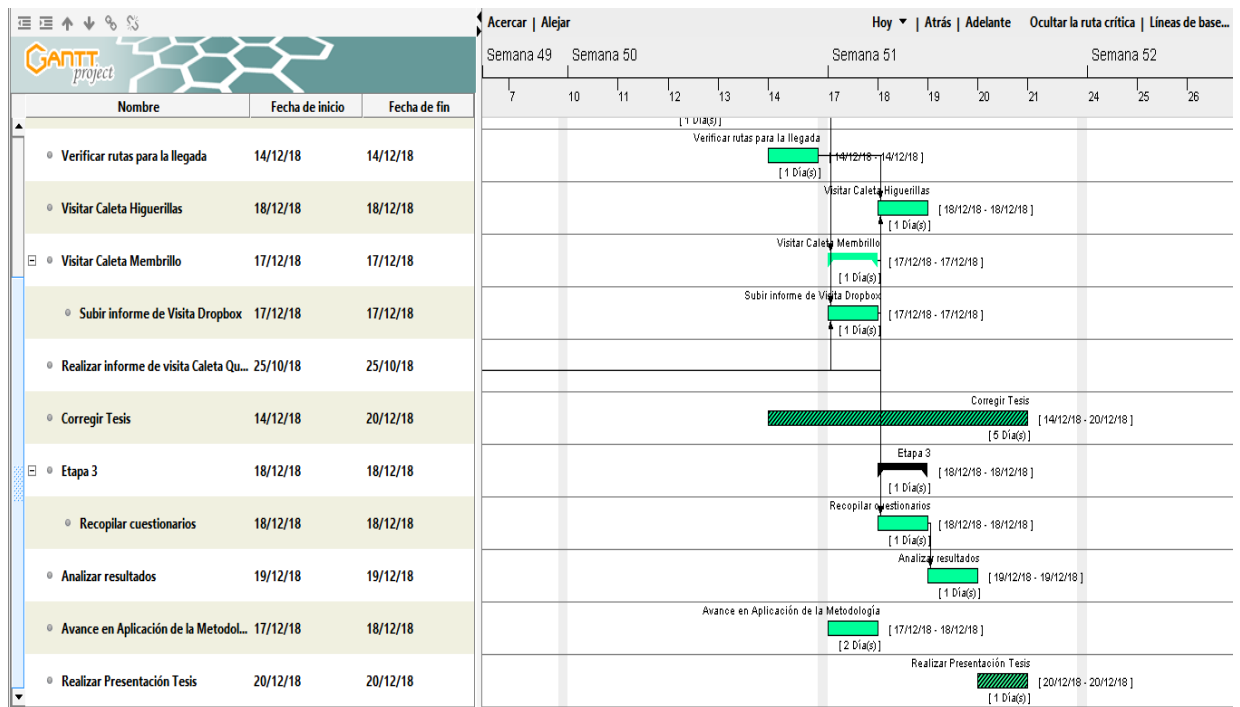 Acercar | Alejar
Hoy ▼ | Atrás | Adelante
Ocultar la ruta crítica | Líneas de base...
GANTT
project
Semana 49
Semana 50
Semana 51
Semana 52
Nombre
Fecha de inicio
Fecha de fin
7 10 11 12 13 14 17 18 19 20 21 24 25 26
[ 1 Día(s) ]
Verificar rutas para la llegada 14/12/18 14/12/18
Verificar rutas para la llegada
[ 14/12/18 - 14/12/18 ]
[ 1 Día(s) ]
Visitar Caleta Higuerillas 18/12/18 18/12/18
Visitar Caleta Higuerillas
[ 18/12/18 - 18/12/18 ]
[ 1 Día(s) ]
Visitar Caleta Membrillo 17/12/18 17/12/18
Visitar Caleta Membrillo
[ 17/12/18 - 17/12/18 ]
[ 1 Día(s) ]
Subir informe de Visita Dropbox 17/12/18 17/12/18
Subir informe de Visita Dropbox
[ 17/12/18 - 17/12/18 ]
[ 1 Día(s) ]
Realizar informe de visita Caleta Qu... 25/10/18 25/10/18
Corregir Tesis 14/12/18 20/12/18
Corregir Tesis
[ 14/12/18 - 20/12/18 ]
[ 5 Día(s) ]
Etapa 3 18/12/18 18/12/18
Etapa 3
[ 18/12/18 - 18/12/18 ]
[ 1 Día(s) ]
Recopilar cuestionarios 18/12/18 18/12/18
Recopilar cuestionarios
[ 18/12/18 - 18/12/18 ]
[ 1 Día(s) ]
Analizar resultados 19/12/18 19/12/18
Analizar resultados
[ 19/12/18 - 19/12/18 ]
[ 1 Día(s) ]
Avance en Aplicación de la Metodol... 17/12/18 18/12/18
Avance en Aplicación de la Metodología
[ 17/12/18 - 18/12/18 ]
[ 2 Día(s) ]
Realizar Presentación Tesis 20/12/18 20/12/18
Realizar Presentación Tesis
[ 20/12/18 - 20/12/18 ]
[ 1 Día(s) ]